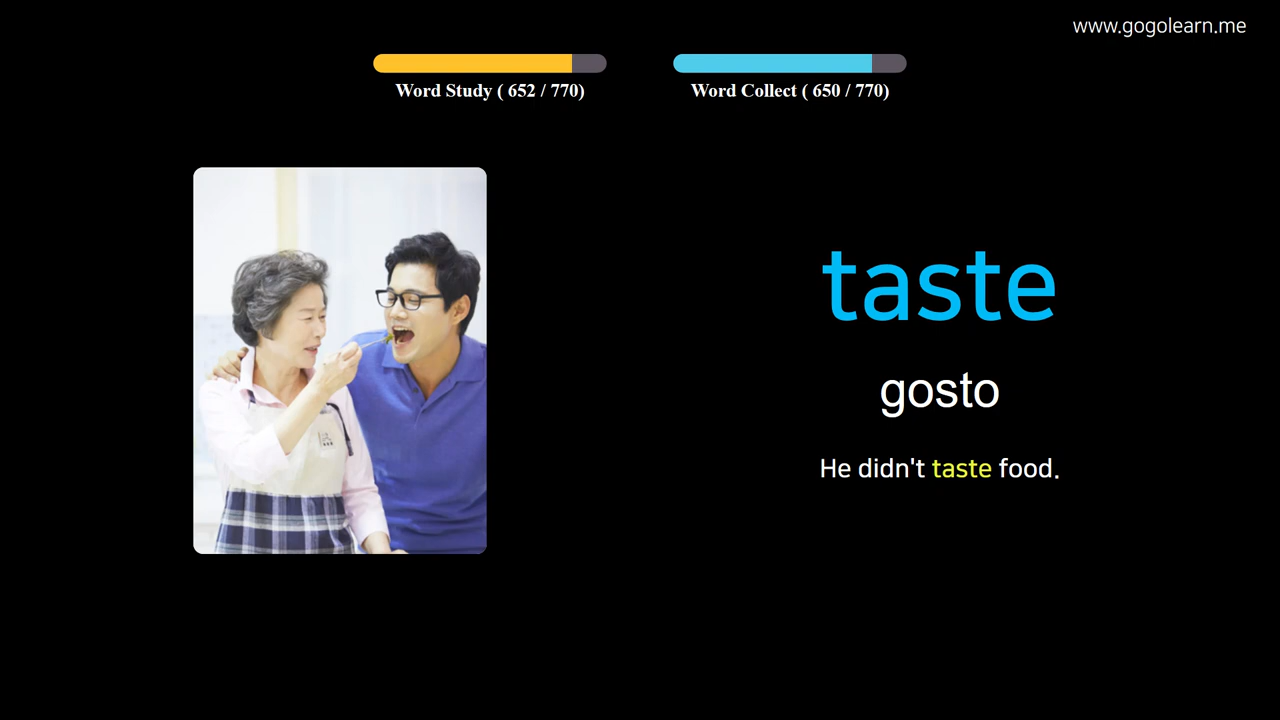 www.gogolearn.me
Word Study ( 652 / 770)
Word Collect ( 650 / 770)
taste
gosto
He didn't taste food.